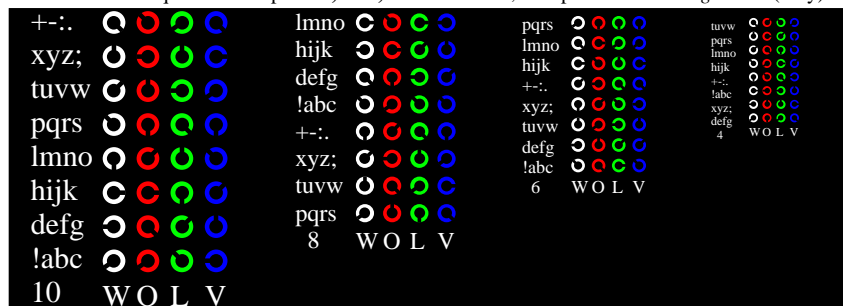 +-:.
xyz;
tuvw
pqrs
lmno
hijk
defg
!abc
10 W O L V
lmno
hijk
defg
!abc
+-:.
xyz;
tuvw
pqrs
8 W O L V
pqrs
lmno
hijk
+-:.
xyz;
tuvw
defg
!abc
6 W O L V
tuvw
pqrs
lmno
hijk
+-:.
!abc
xyz;
defg
4 W O L V